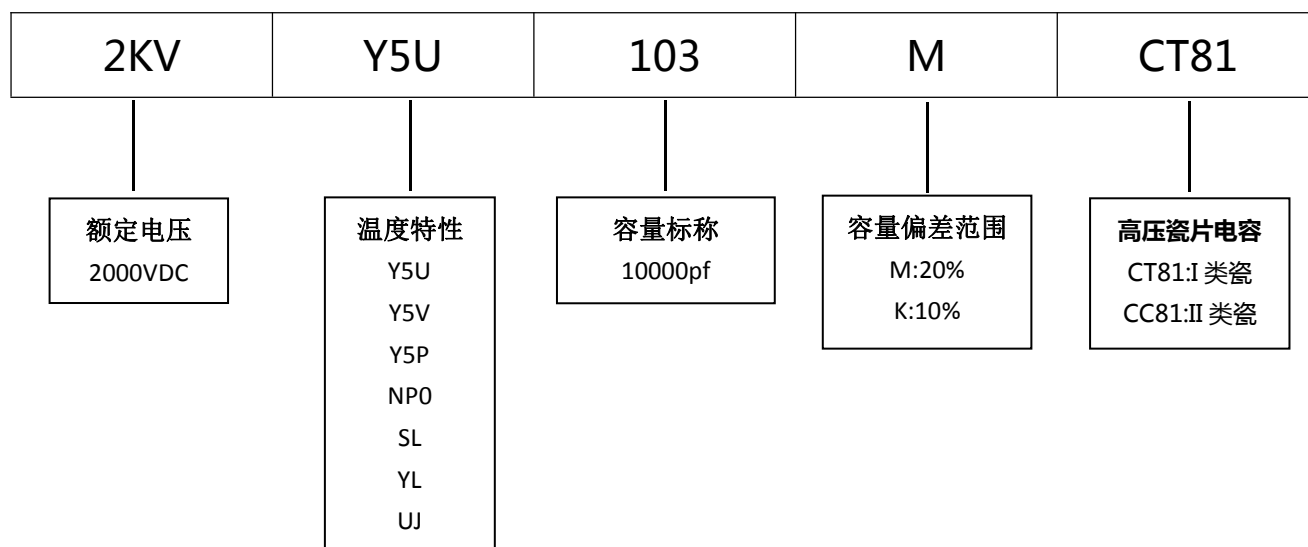 2KV Y5U 103 M CT81
额定电压
2000VDC
温度特性
Y5U
Y5V
Y5P
NP0
SL
YL
UJ
容量标称
10000pf
容量偏差范围
M:20%
K:10%
高压瓷片电容
CT81:I 类瓷
CC81:II 类瓷